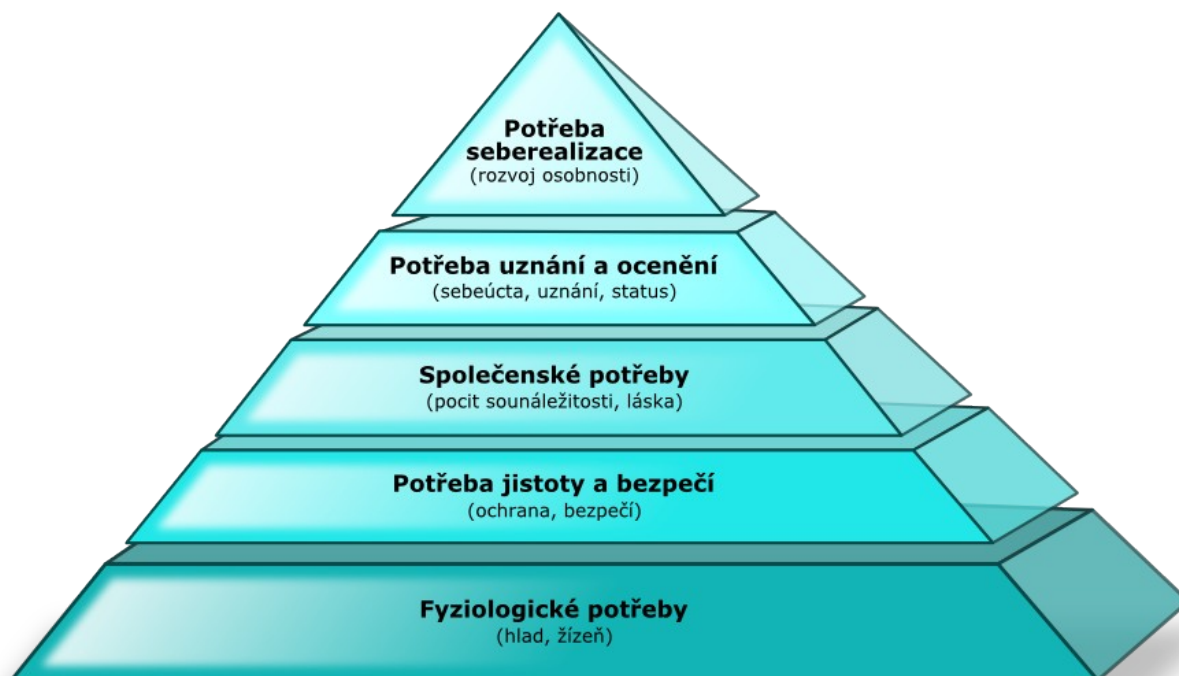 Potřeba
seberealizace
(rozvoj osobnosti)
Potřeba uznání a ocenění
(sebeúcta, uznání, status)
Společenské potřeby
(pocit sounáležitosti, láska)
Potřeba jistoty a bezpečí
(ochrana, bezpečí)
Fyziologické potřeby
(hlad, žízeň)